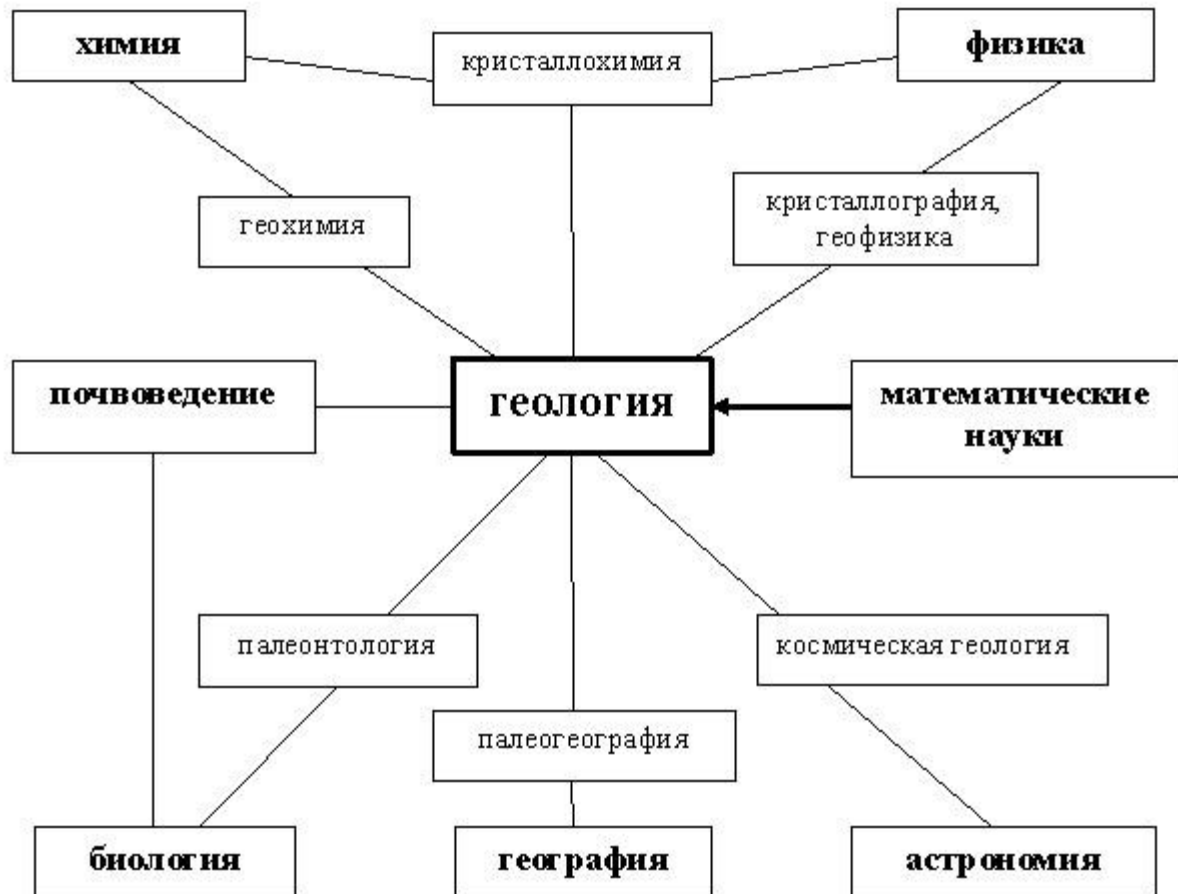 химия
кристаллохимия
физика
геохимия
кристаллография,
геофизика
почвоведение
геология
математические
науки
палеонтология
космическая геология
палеогеография
биология
география
астрономия